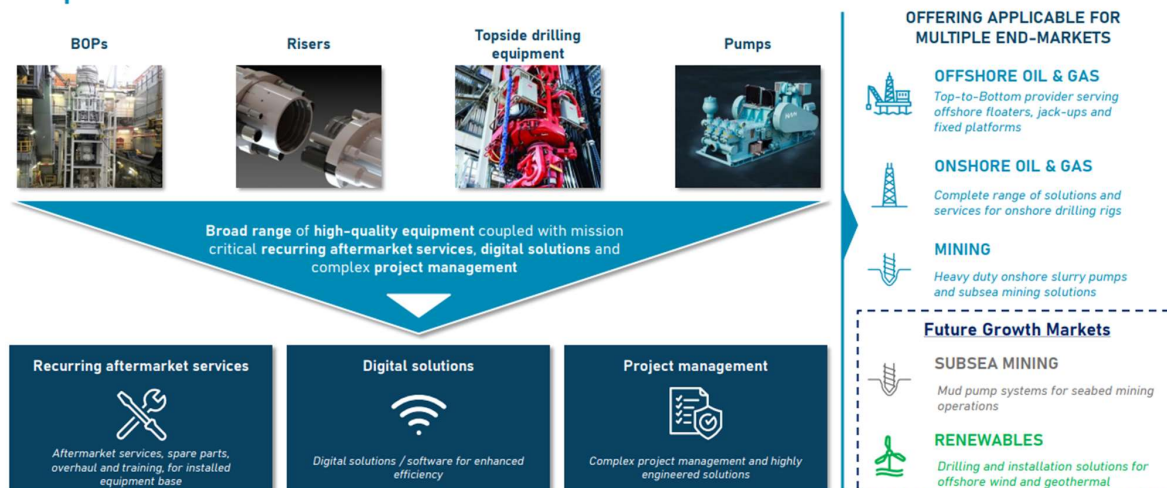 BOPs
Risers
Topside drilling
equipment
Pumps
Broad range of high-quality equipment coupled with mission
critical recurring aftermarket services, digital solutions and
complex project management
Recurring aftermarket services
Aftermarket services, spare parts,
overhaul and training, for installed
equipment base
Digital solutions
Digital solutions / software for enhanced
efficiency
Project management
Complex project management and highly
engineered solutions
OFFERING APPLICABLE FOR
MULTIPLE END-MARKETS
OFFSHORE OIL & GAS
Top-to-Bottom provider serving
offshore floaters, jack-ups and
fixed platforms
ONSHORE OIL & GAS
Complete range of solutions and
services for onshore drilling rigs
MINING
Heavy duty onshore slurry pumps
and subsea mining solutions
Future Growth Markets
SUBSEA MINING
Mud pump systems for seabed mining
operations
RENEWABLES
Drilling and installation solutions for
offshore wind and geothermal